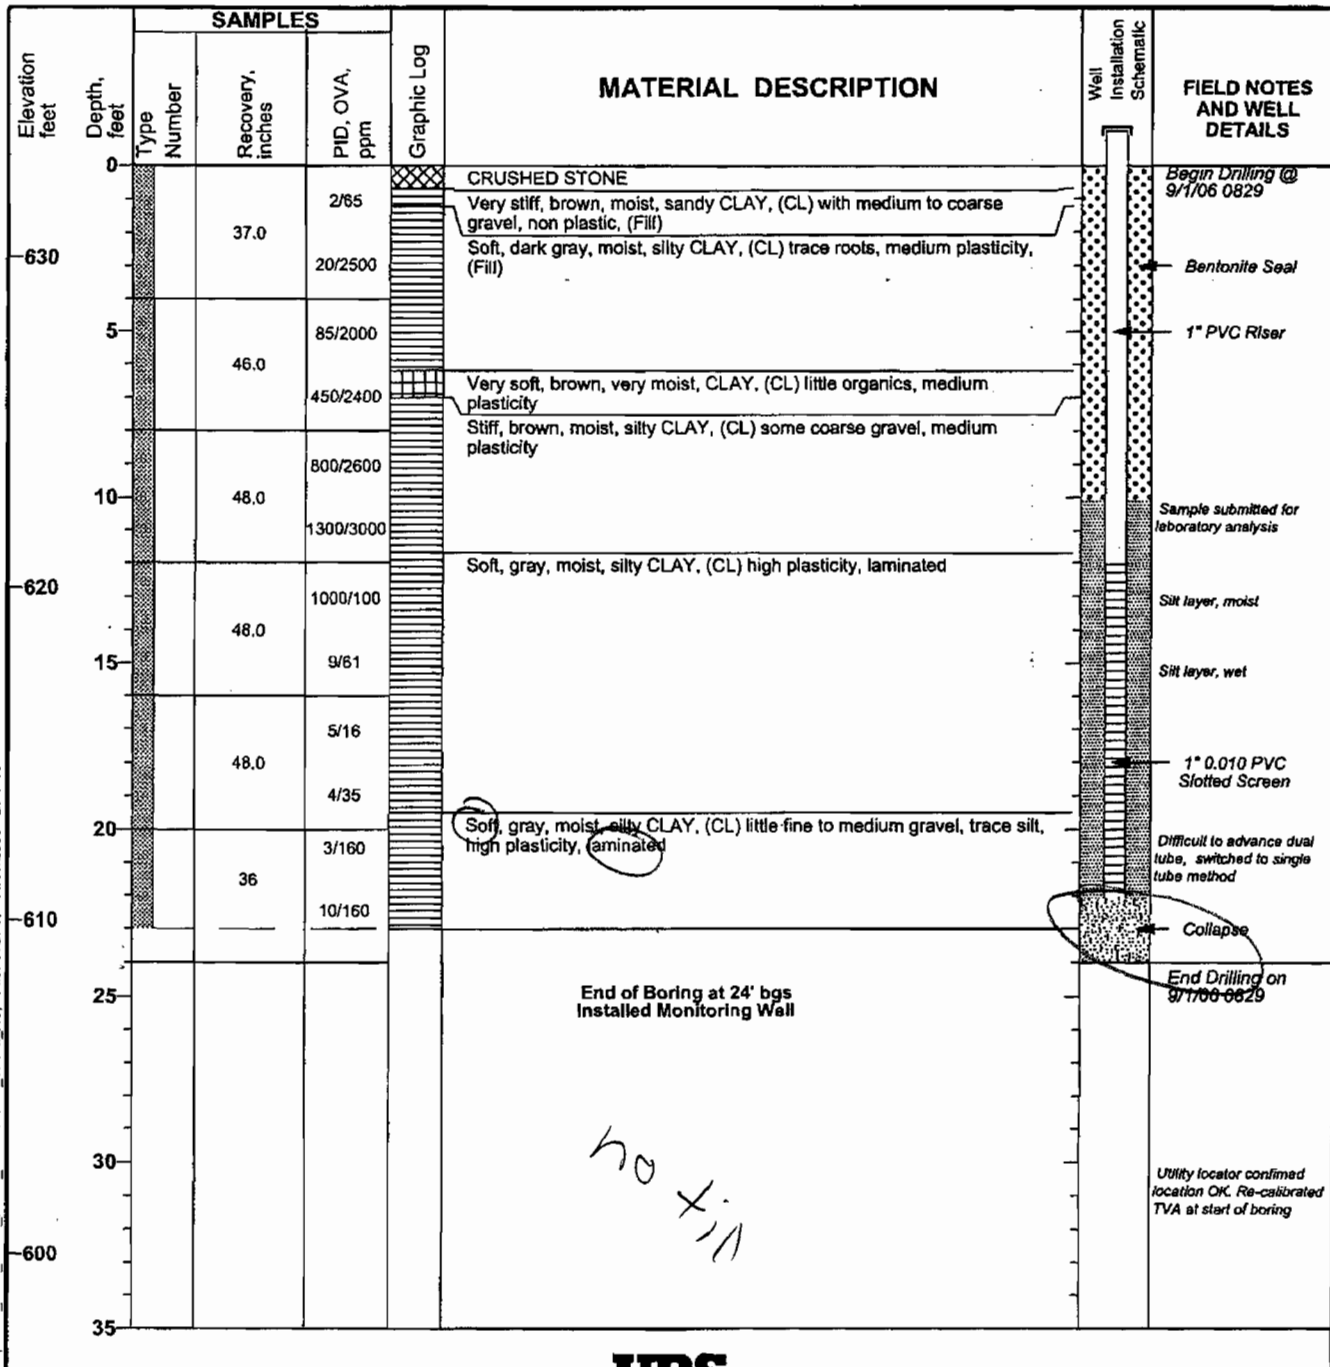 SAMPLES
Elevation
feet
Depth,
feet
Type
Number
Recovery,
inches
PID, OVA,
ppm
Graphic Log
MATERIAL DESCRIPTION
Well
Installation
Schematic
FIELD NOTES
AND WELL
DETAILS
0
CRUSHED STONE
Begin Drilling @
9/1/06 0829
2/65
Very stiff, brown, moist, sandy CLAY, (CL) with medium to coarse
gravel, non plastic, (Fill)
37.0
Soft, dark gray, moist, silty CLAY, (CL) trace roots, medium plasticity,
(Fill)
630
20/2500
Bentonite Seal
5
85/2000
1" PVC Riser
46.0
450/2400
Very soft, brown, very moist, CLAY, (CL) little organics, medium
plasticity
Stiff, brown, moist, silty CLAY, (CL) some coarse gravel, medium
plasticity
800/2600
10
48.0
Sample submitted for
laboratory analysis
1300/3000
Soft, gray, moist, silty CLAY, (CL) high plasticity, laminated
620
1000/100
Silt layer, moist
48.0
15
9/61
Silt layer, wet
5/16
48.0
1" 0.010 PVC
Slotted Screen
4/35
20
Soft, gray, moist, silty CLAY, (CL) little fine to medium gravel, trace silt,
high plasticity, laminated
3/160
Difficult to advance dual
tube, switched to single
tube method
36
10/160
610
Collapse
25
End of Boring at 24' bgs
Installed Monitoring Well
End Drilling on
9/1/06 0829
30
Utility locator confimed
location OK. Re-calibrated
TVA at start of boring
600
35
URS